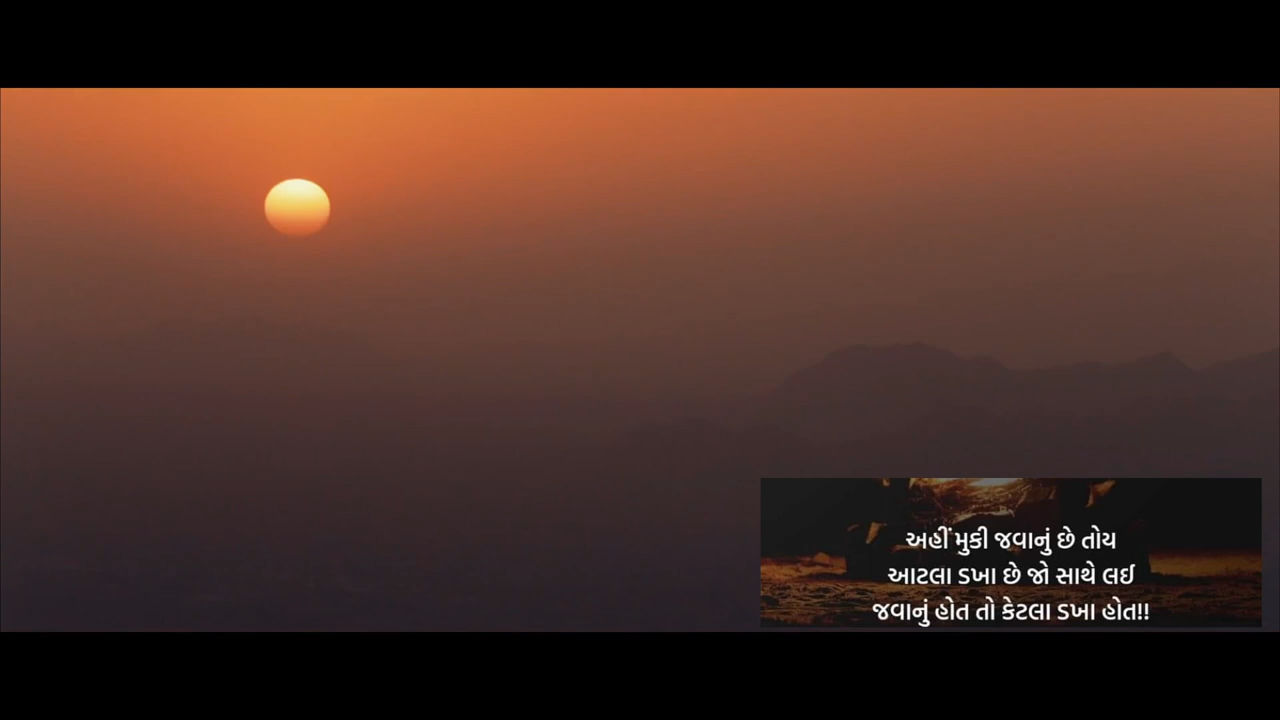 અહીં મુકી જવાનું છે તોય
આટલા ડખા છે જો સાથે લઈ
જવાનું હોત તો કેટલા ડખા હોત!!